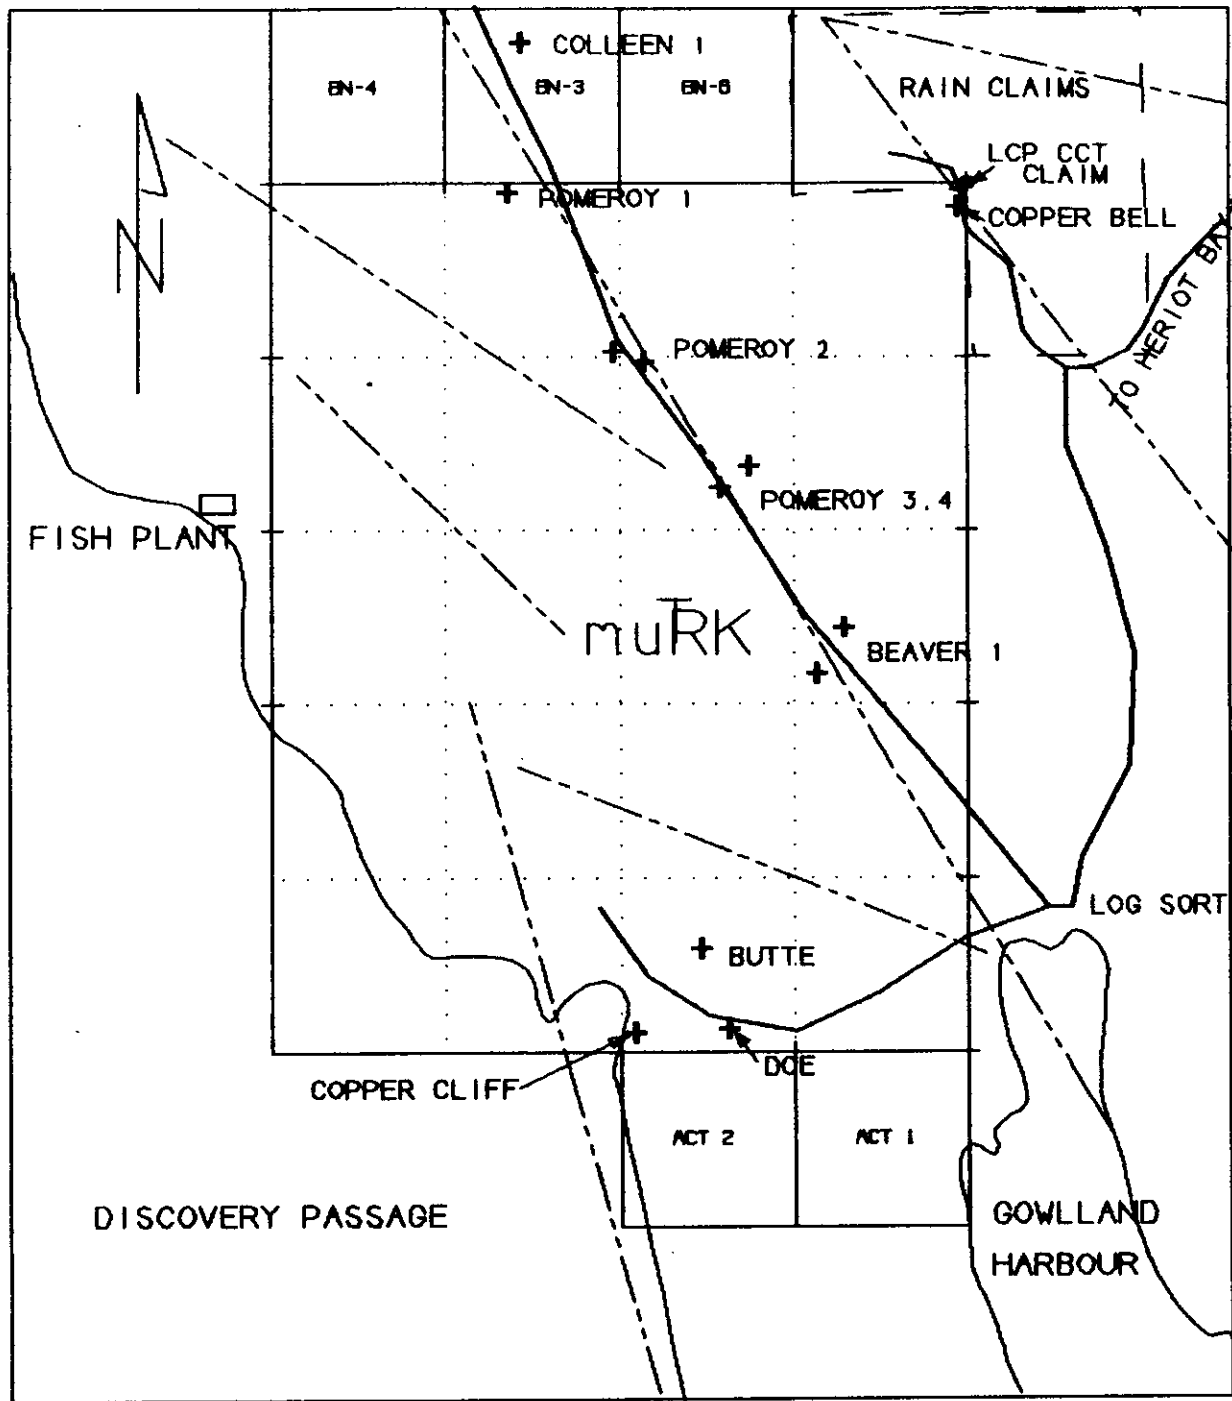 COLLEEN 1
BN-4
BN-3
BN-6
RAIN CLAIMS
LCP CCT
CLAIM
POMEROY 1
COPPER BELL
N
TO HERIOT BAY
POMEROY 2
POMEROY 3.4
FISH PLANT
muTRK
BEAVER 1
LOG SORT
BUTTE
DOE
COPPER CLIFF
ACT 2
ACT 1
DISCOVERY PASSAGE
GOWLLAND
HARBOUR